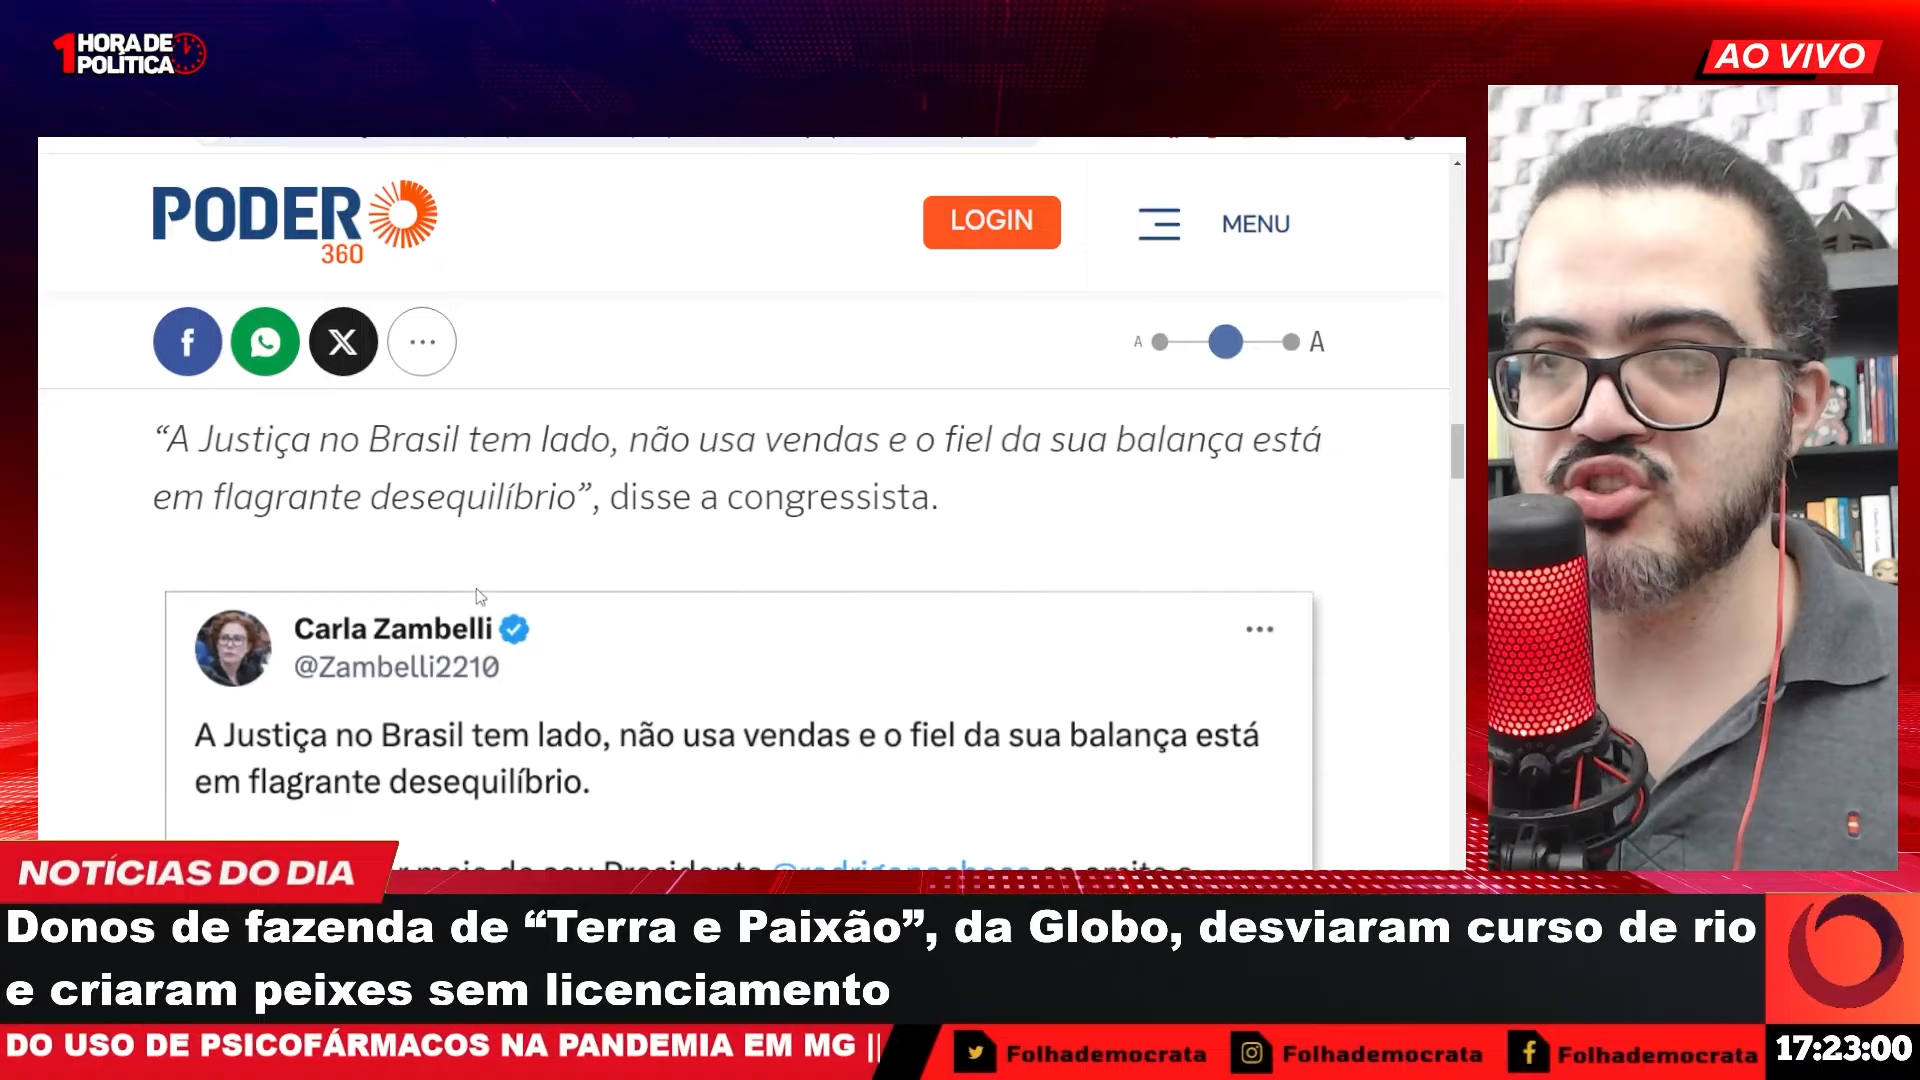 1 HORA DE
POLÍTICA
AO VIVO
PODER
360
LOGIN
MENU
A A
“A Justiça no Brasil tem lado, não usa vendas e o fiel da sua balança está
em flagrante desequilíbrio”, disse a congressista.
Carla Zambelli
@Zambelli2210
A Justiça no Brasil tem lado, não usa vendas e o fiel da sua balança está
em flagrante desequilíbrio.
NOTÍCIAS DO DIA
Donos de fazenda de “Terra e Paixão”, da Globo, desviaram curso de rio
e criaram peixes sem licenciamento
DO USO DE PSICOFÁRMACOS NA PANDEMIA EM MG ||
Folhademocrata
Folhademocrata
Folhademocrata
17:23:00